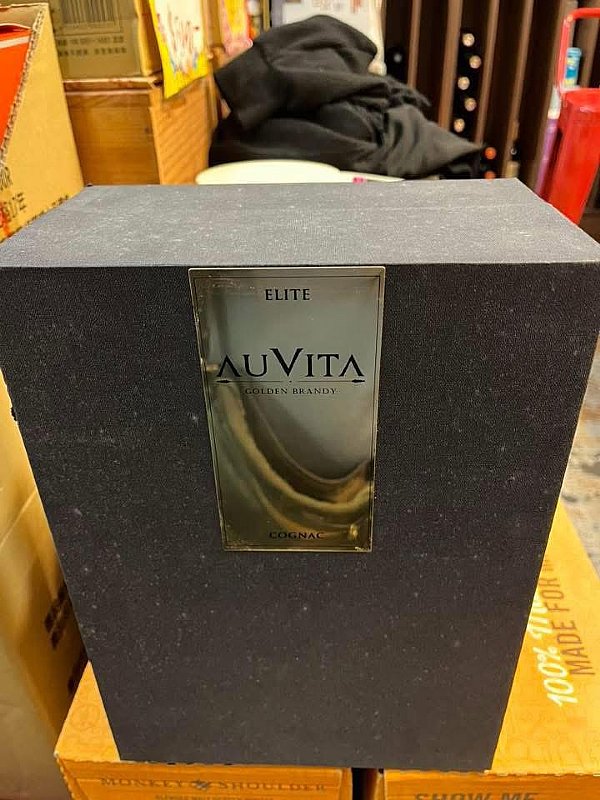 ELITE
AUVITA
GOLDEN BRANDY
COGNAC
100%
MADE FOR
MONKEY SHOULDER
SHOW ME